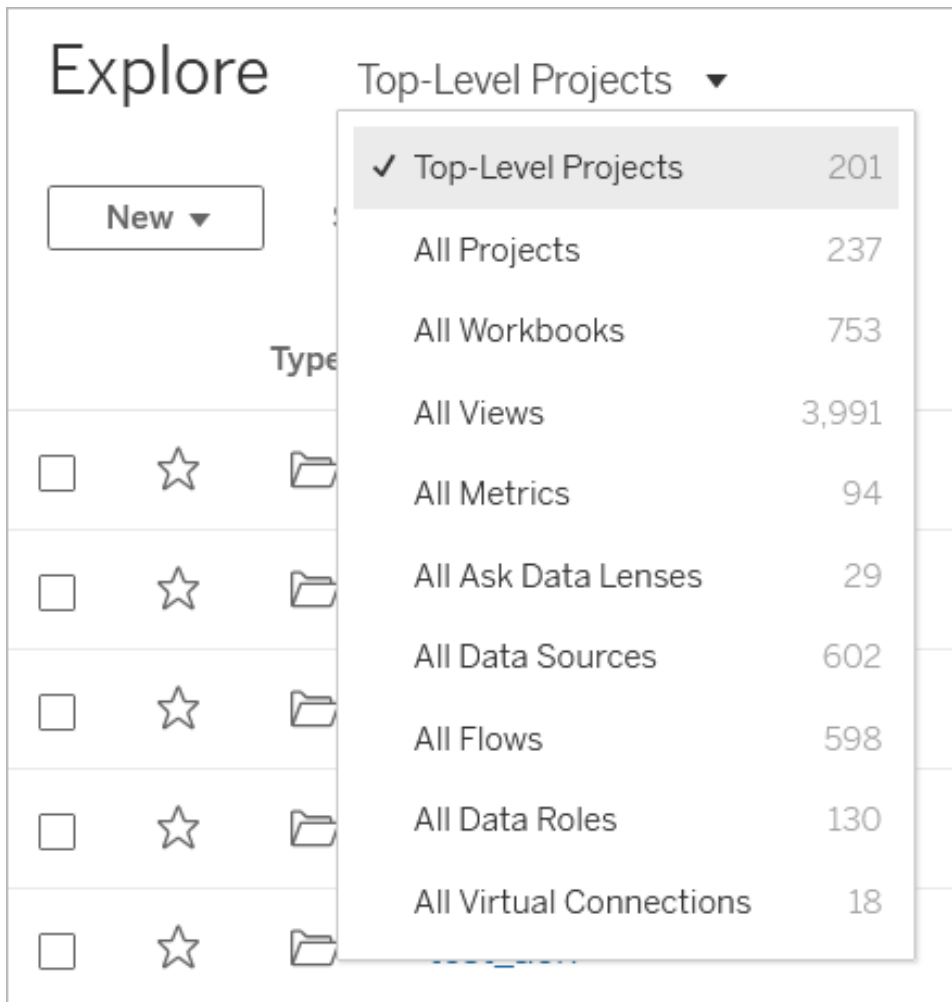 Explore Top-Level Projects
Top-Level Projects 201
New
All Projects 237
All Workbooks 753
Type
All Views 3,991
All Metrics 94
All Ask Data Lenses 29
All Data Sources 602
All Flows 598
All Data Roles 130
All Virtual Connections 18